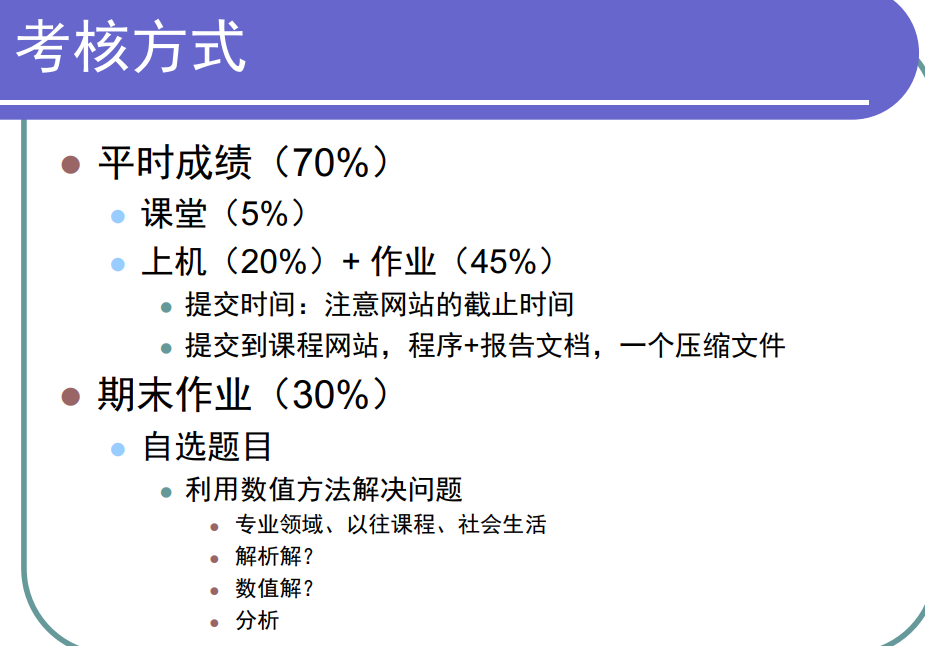 考核方式
平时成绩（70%）
课堂（5%）
上机（20%）+ 作业（45%）
提交时间：注意网站的截止时间
提交到课程网站，程序+报告文档，一个压缩文件
期末作业（30%）
自选题目
利用数值方法解决问题
专业领域、以往课程、社会生活
解析解？
数值解？
分析